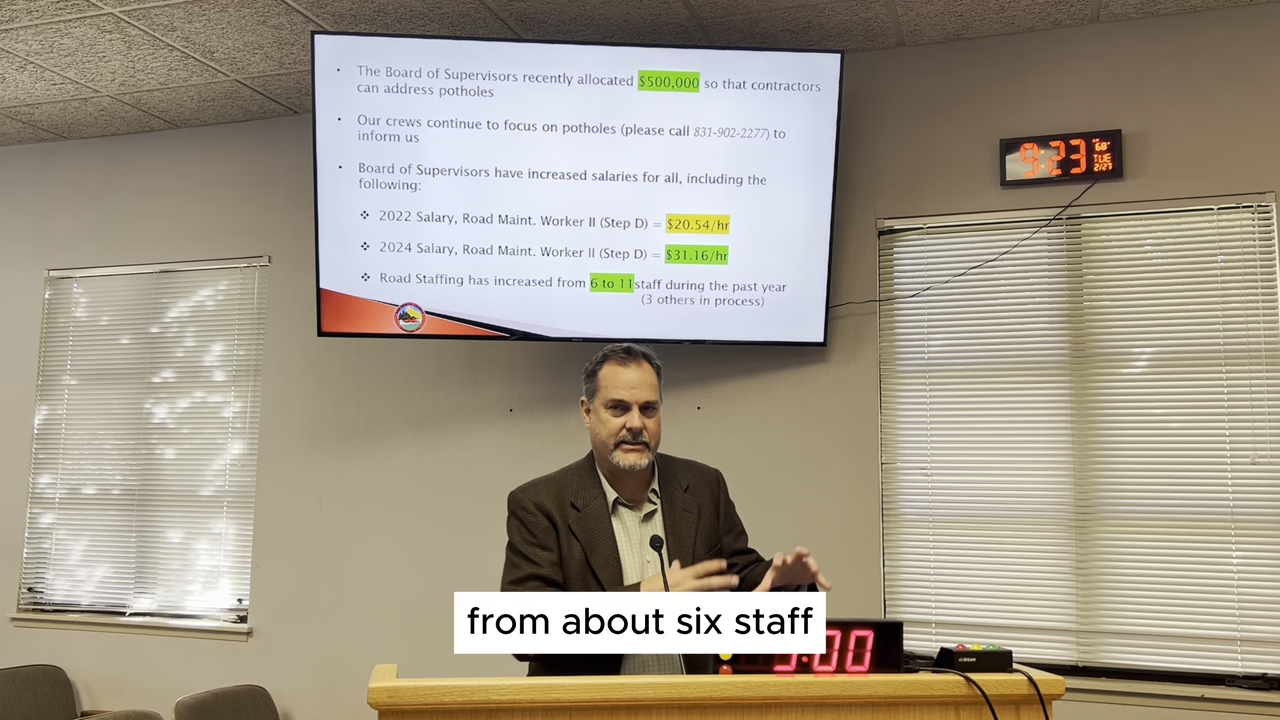 • The Board of Supervisors recently allocated $500,000 so that contractors
can address potholes
• Our crews continue to focus on potholes (please call 831-902-2277) to
inform us
• Board of Supervisors have increased salaries for all, including the
following:
❖ 2022 Salary, Road Maint. Worker II (Step D) = $20.54/hr
❖ 2024 Salary, Road Maint. Worker II (Step D) = $31.16/hr
❖ Road Staffing has increased from 6 to 11 staff during the past year
(3 others in process)
9:23
68°
TUE
2/27
from about six staff
:00